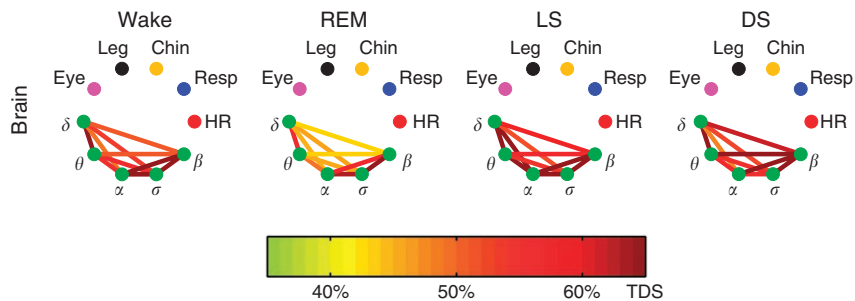 Wake REM LS DS
Leg Chin Leg Chin Leg Chin Leg Chin
Eye Resp Eye Resp Eye Resp Eye Resp
Brain
δ HR δ HR δ HR δ HR
θ β θ β θ β θ β
α σ α σ α σ α σ
40% 50% 60% TDS